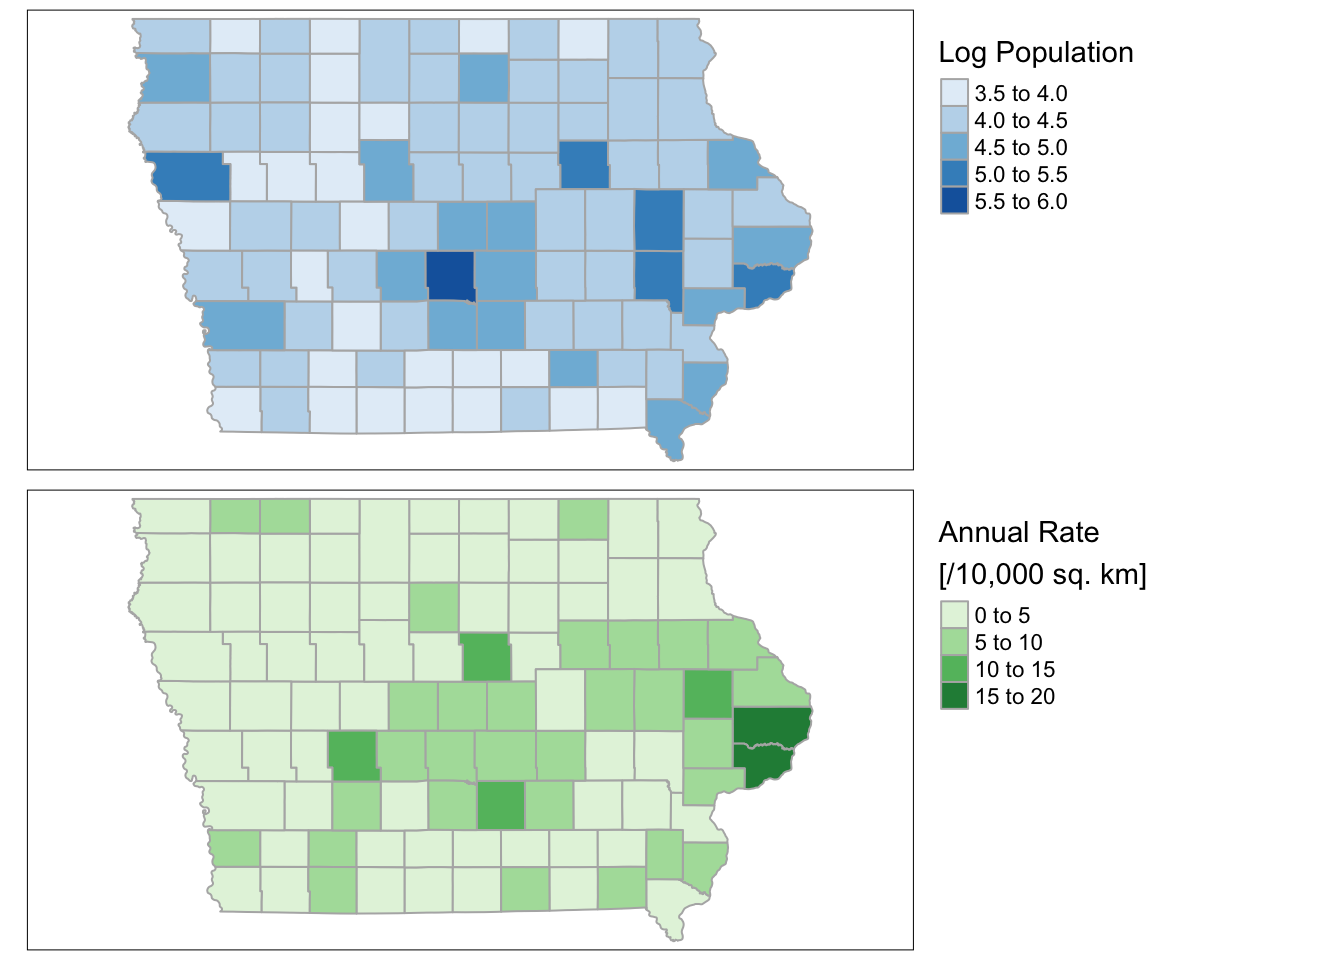 Log Population
3.5 to 4.0
4.0 to 4.5
4.5 to 5.0
5.0 to 5.5
5.5 to 6.0
Annual Rate
[/10,000 sq. km]
0 to 5
5 to 10
10 to 15
15 to 20